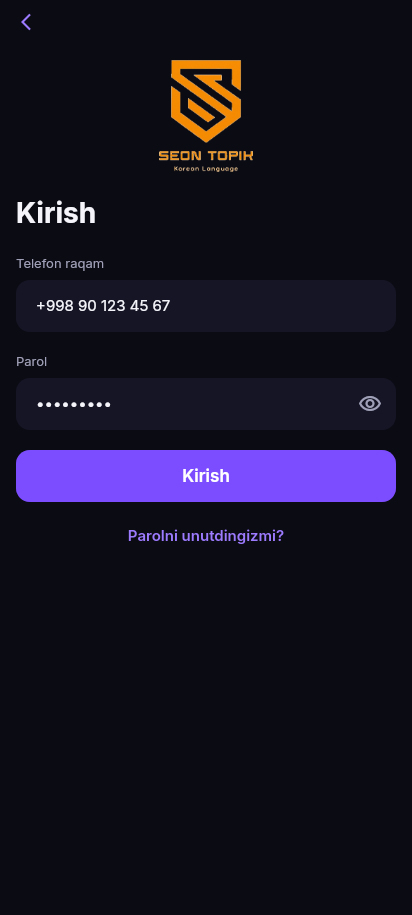 SEON TOPIK
Korean Language
Kirish
Telefon raqam
+998 90 123 45 67
Parol
•••••••••
Kirish
Parolni unutdingizmi?